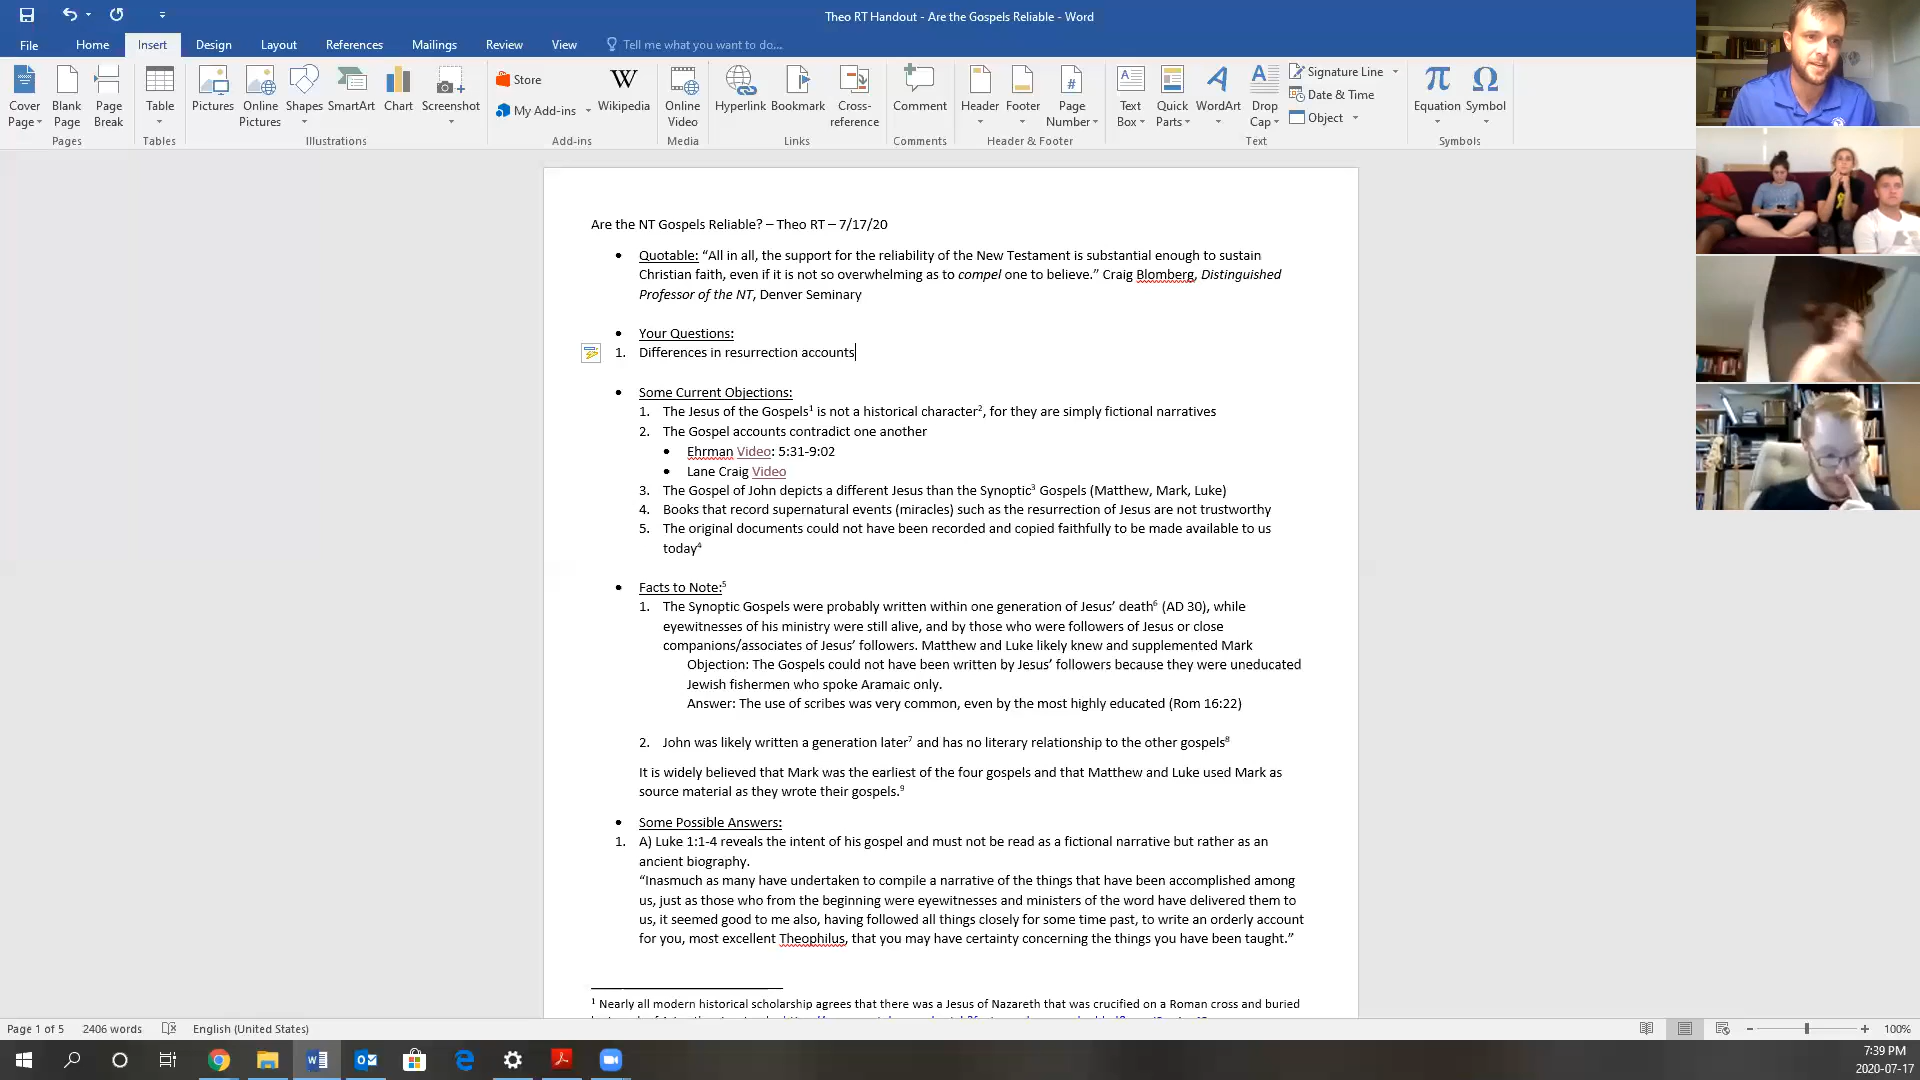 Theo RT Handout - Are the Gospels Reliable - Word
File Home Insert Design Layout References Mailings Review View Tell me what you want to do...
Cover Page
Blank Page
Page Break
Table
Pictures
Online Pictures
Shapes
SmartArt
Chart
Screenshot
Store
My Add-ins
Wikipedia
Online Video
Hyperlink
Bookmark
Cross-reference
Comment
Header
Footer
Page Number
Text Box
Quick Parts
WordArt
Drop Cap
Signature Line
Date & Time
Object
Equation
Symbol
Pages Tables Illustrations Add-ins Media Links Comments Header & Footer Text Symbols
Are the NT Gospels Reliable? – Theo RT – 7/17/20
• Quotable: “All in all, the support for the reliability of the New Testament is substantial enough to sustain
Christian faith, even if it is not so overwhelming as to compel one to believe.” Craig Blomberg, Distinguished
Professor of the NT, Denver Seminary
• Your Questions:
1. Differences in resurrection accounts
• Some Current Objections:
1. The Jesus of the Gospels¹ is not a historical character², for they are simply fictional narratives
2. The Gospel accounts contradict one another
• Ehrman Video: 5:31-9:02
• Lane Craig Video
3. The Gospel of John depicts a different Jesus than the Synoptic³ Gospels (Matthew, Mark, Luke)
4. Books that record supernatural events (miracles) such as the resurrection of Jesus are not trustworthy
5. The original documents could not have been recorded and copied faithfully to be made available to us
today⁴
• Facts to Note:⁵
1. The Synoptic Gospels were probably written within one generation of Jesus’ death⁶ (AD 30), while
eyewitnesses of his ministry were still alive, and by those who were followers of Jesus or close
companions/associates of Jesus’ followers. Matthew and Luke likely knew and supplemented Mark
Objection: The Gospels could not have been written by Jesus’ followers because they were uneducated
Jewish fishermen who spoke Aramaic only.
Answer: The use of scribes was very common, even by the most highly educated (Rom 16:22)
2. John was likely written a generation later⁷ and has no literary relationship to the other gospels⁸
It is widely believed that Mark was the earliest of the four gospels and that Matthew and Luke used Mark as
source material as they wrote their gospels.⁹
• Some Possible Answers:
1. A) Luke 1:1-4 reveals the intent of his gospel and must not be read as a fictional narrative but rather as an
ancient biography.
“Inasmuch as many have undertaken to compile a narrative of the things that have been accomplished among
us, just as those who from the beginning were eyewitnesses and ministers of the word have delivered them to
us, it seemed good to me also, having followed all things closely for some time past, to write an orderly account
for you, most excellent Theophilus, that you may have certainty concerning the things you have been taught.”
¹ Nearly all modern historical scholarship agrees that there was a Jesus of Nazareth that was crucified on a Roman cross and buried
Page 1 of 5 2406 words English (United States) 100%
7:39 PM
2020-07-17